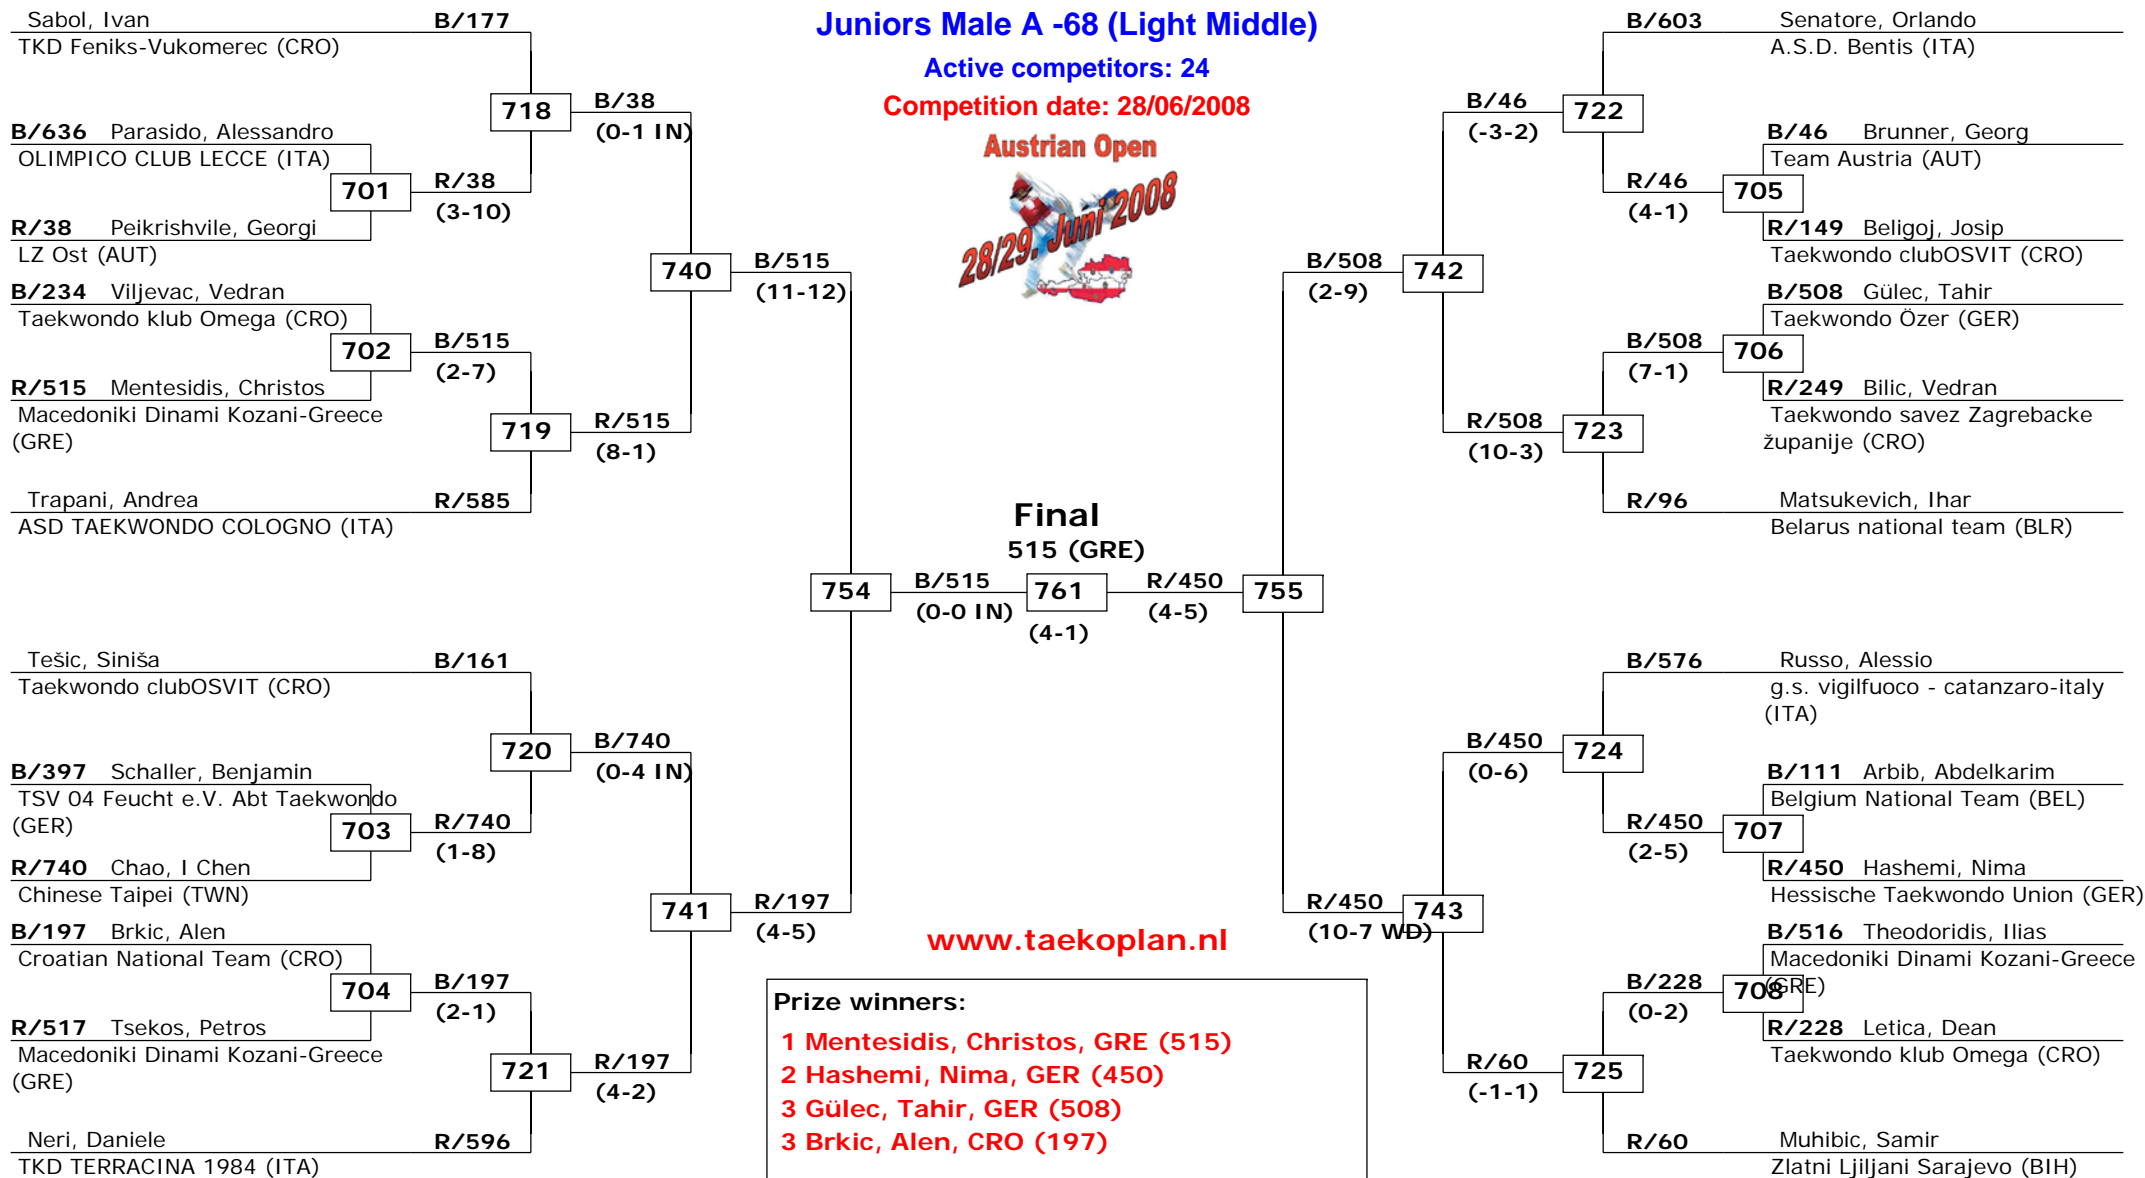 Juniors Male A -68 (Light Middle)
Active competitors: 24
Competition date: 28/06/2008
Austrian Open
28/29. Juni 2008
Sabol, Ivan B/177
TKD Feniks-Vukomerec (CRO)
718
B/38
(0-1 IN)
B/636 Parasido, Alessandro
OLIMPICO CLUB LECCE (ITA)
701
R/38
(3-10)
R/38 Peikrishvile, Georgi
LZ Ost (AUT)
740
B/515
(11-12)
B/234 Viljevac, Vedran
Taekwondo klub Omega (CRO)
702
B/515
(2-7)
R/515 Mentesidis, Christos
Macedoniki Dinami Kozani-Greece
(GRE)
719
R/515
(8-1)
Trapani, Andrea R/585
ASD TAEKWONDO COLOGNO (ITA)
754
B/515
(0-0 IN)
Final
515 (GRE)
761
(4-1)
R/450
(4-5)
755
Tešic, Siniša B/161
Taekwondo clubOSVIT (CRO)
720
B/740
(0-4 IN)
B/397 Schaller, Benjamin
TSV 04 Feucht e.V. Abt Taekwondo
(GER)
703
R/740
(1-8)
R/740 Chao, I Chen
Chinese Taipei (TWN)
741
R/197
(4-5)
B/197 Brkic, Alen
Croatian National Team (CRO)
704
B/197
(2-1)
R/517 Tsekos, Petros
Macedoniki Dinami Kozani-Greece
(GRE)
721
R/197
(4-2)
Neri, Daniele R/596
TKD TERRACINA 1984 (ITA)
B/603 Senatore, Orlando
A.S.D. Bentis (ITA)
B/46
(-3-2)
722
B/46 Brunner, Georg
Team Austria (AUT)
R/46
(4-1)
705
R/149 Beligoj, Josip
Taekwondo clubOSVIT (CRO)
B/508
(2-9)
742
B/508 Gülec, Tahir
Taekwondo Özer (GER)
B/508
(7-1)
706
R/249 Bilic, Vedran
Taekwondo savez Zagrebacke
županije (CRO)
R/508
(10-3)
723
R/96 Matsukevich, Ihar
Belarus national team (BLR)
B/576 Russo, Alessio
g.s. vigilfuoco - catanzaro-italy
(ITA)
B/450
(0-6)
724
B/111 Arbib, Abdelkarim
Belgium National Team (BEL)
R/450
(2-5)
707
R/450 Hashemi, Nima
Hessische Taekwondo Union (GER)
R/450
(10-7 WD)
743
B/516 Theodoridis, Ilias
Macedoniki Dinami Kozani-Greece
(GRE)
B/228
(0-2)
708
R/228 Letica, Dean
Taekwondo klub Omega (CRO)
R/60
(-1-1)
725
R/60 Muhibic, Samir
Zlatni Ljiljani Sarajevo (BIH)
www.taekoplan.nl
Prize winners:
1 Mentesidis, Christos, GRE (515)
2 Hashemi, Nima, GER (450)
3 Gülec, Tahir, GER (508)
3 Brkic, Alen, CRO (197)